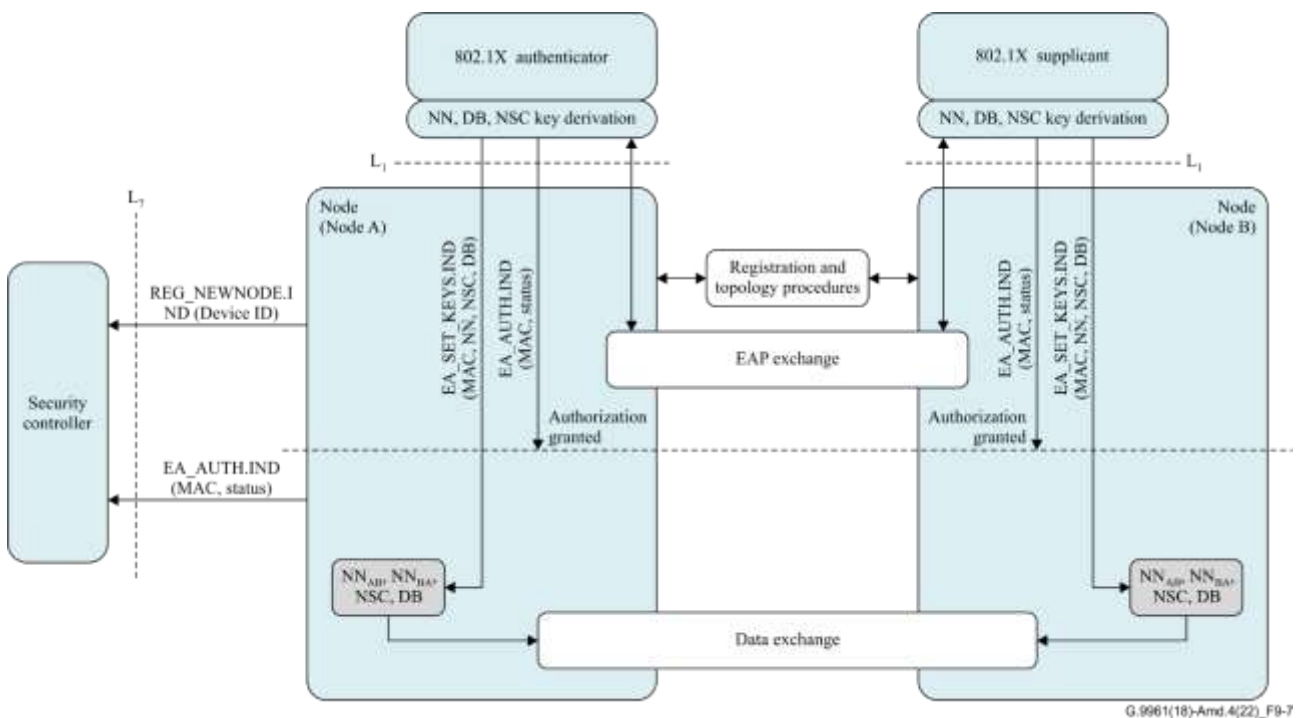 802.1X authenticator
802.1X supplicant
NN, DB, NSC key derivation
NN, DB, NSC key derivation
L1
L1
L7
Node
(Node A)
Node
(Node B)
EA_SET_KEYS.IND
(MAC, NN, NSC, DB)
EA_AUTH.IND
(MAC, status)
Registration and
topology procedures
EA_AUTH.IND
(MAC, status)
EA_SET_KEYS.IND
(MAC, NN, NSC, DB)
REG_NEWNODE.I
ND (Device ID)
EAP exchange
Security
controller
Authorization
granted
Authorization
granted
EA_AUTH.IND
(MAC, status)
NNAB, NNBA,
NSC, DB
NNAB, NNBA,
NSC, DB
Data exchange
G.9961(18)-Amd.4(22)_F9-7